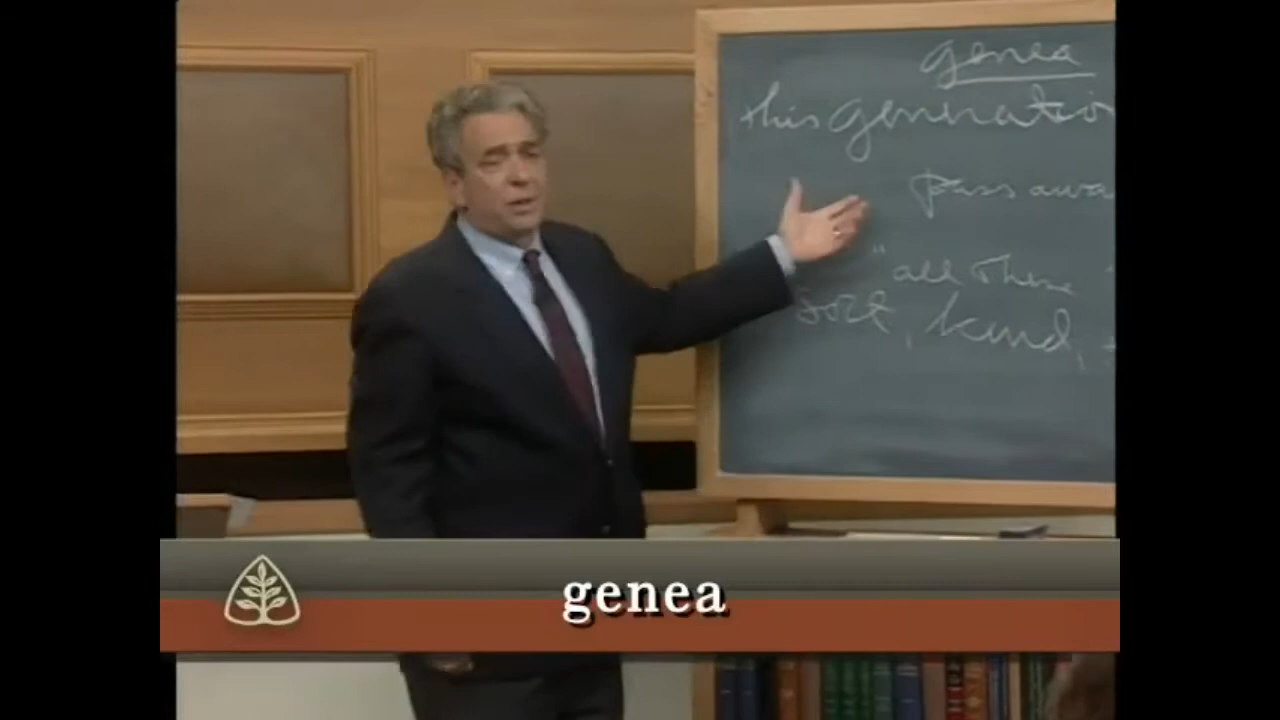 genea
this generatio
pass awa
"all these
sort, kind,
genea